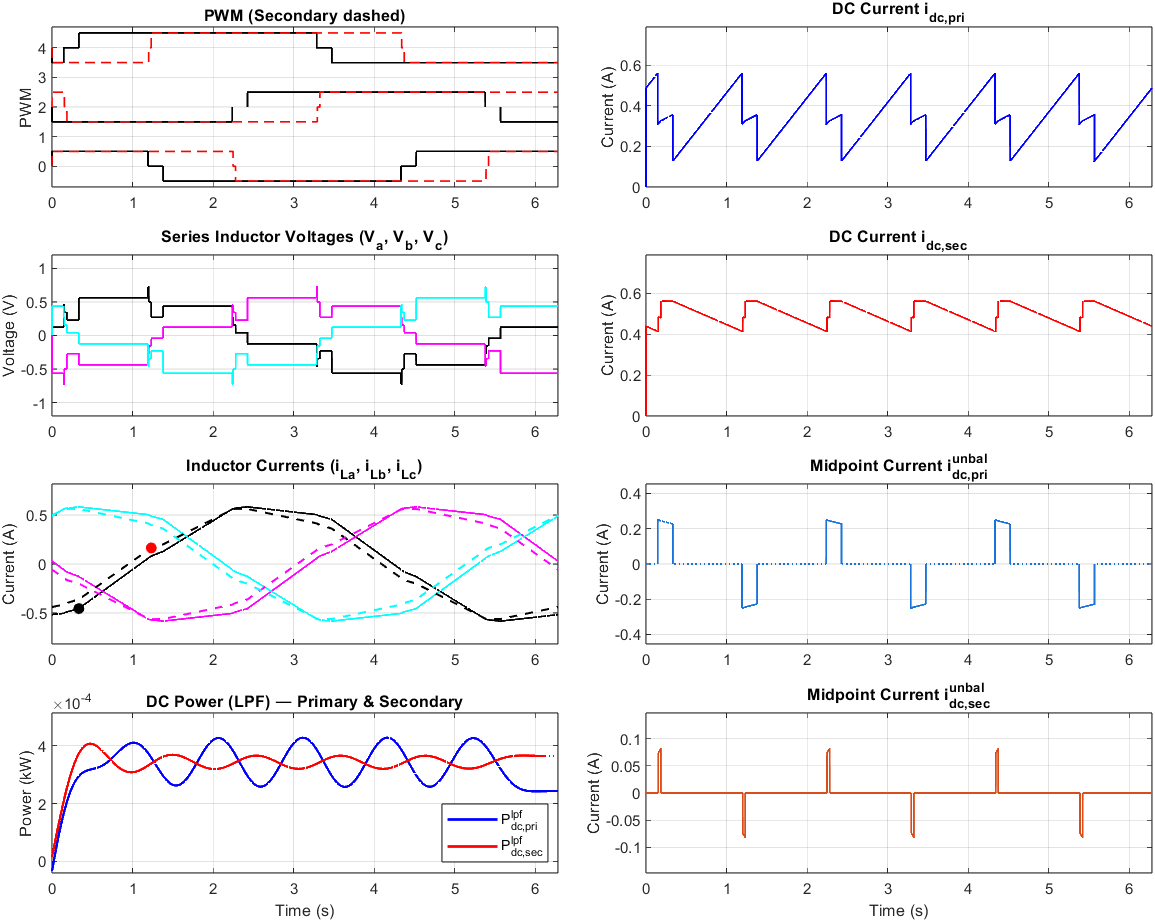 PWM (Secondary dashed)
PWM
4
3
2
1
0
0 1 2 3 4 5 6
DC Current i_dc,pri
Current (A)
0.6
0.4
0.2
0
0 1 2 3 4 5 6
Series Inductor Voltages (V_a, V_b, V_c)
Voltage (V)
1
0.5
0
-0.5
-1
0 1 2 3 4 5 6
DC Current i_dc,sec
Current (A)
0.6
0.4
0.2
0
0 1 2 3 4 5 6
Inductor Currents (i_La, i_Lb, i_Lc)
Current (A)
0.5
0
-0.5
0 1 2 3 4 5 6
Midpoint Current i^unbal_dc,pri
Current (A)
0.4
0.2
0
-0.2
-0.4
0 1 2 3 4 5 6
DC Power (LPF) — Primary & Secondary
×10^-4
Power (kW)
4
2
0
P^lpf_dc,pri
P^lpf_dc,sec
0 1 2 3 4 5 6
Time (s)
Midpoint Current i^unbal_dc,sec
Current (A)
0.1
0.05
0
-0.05
-0.1
0 1 2 3 4 5 6
Time (s)